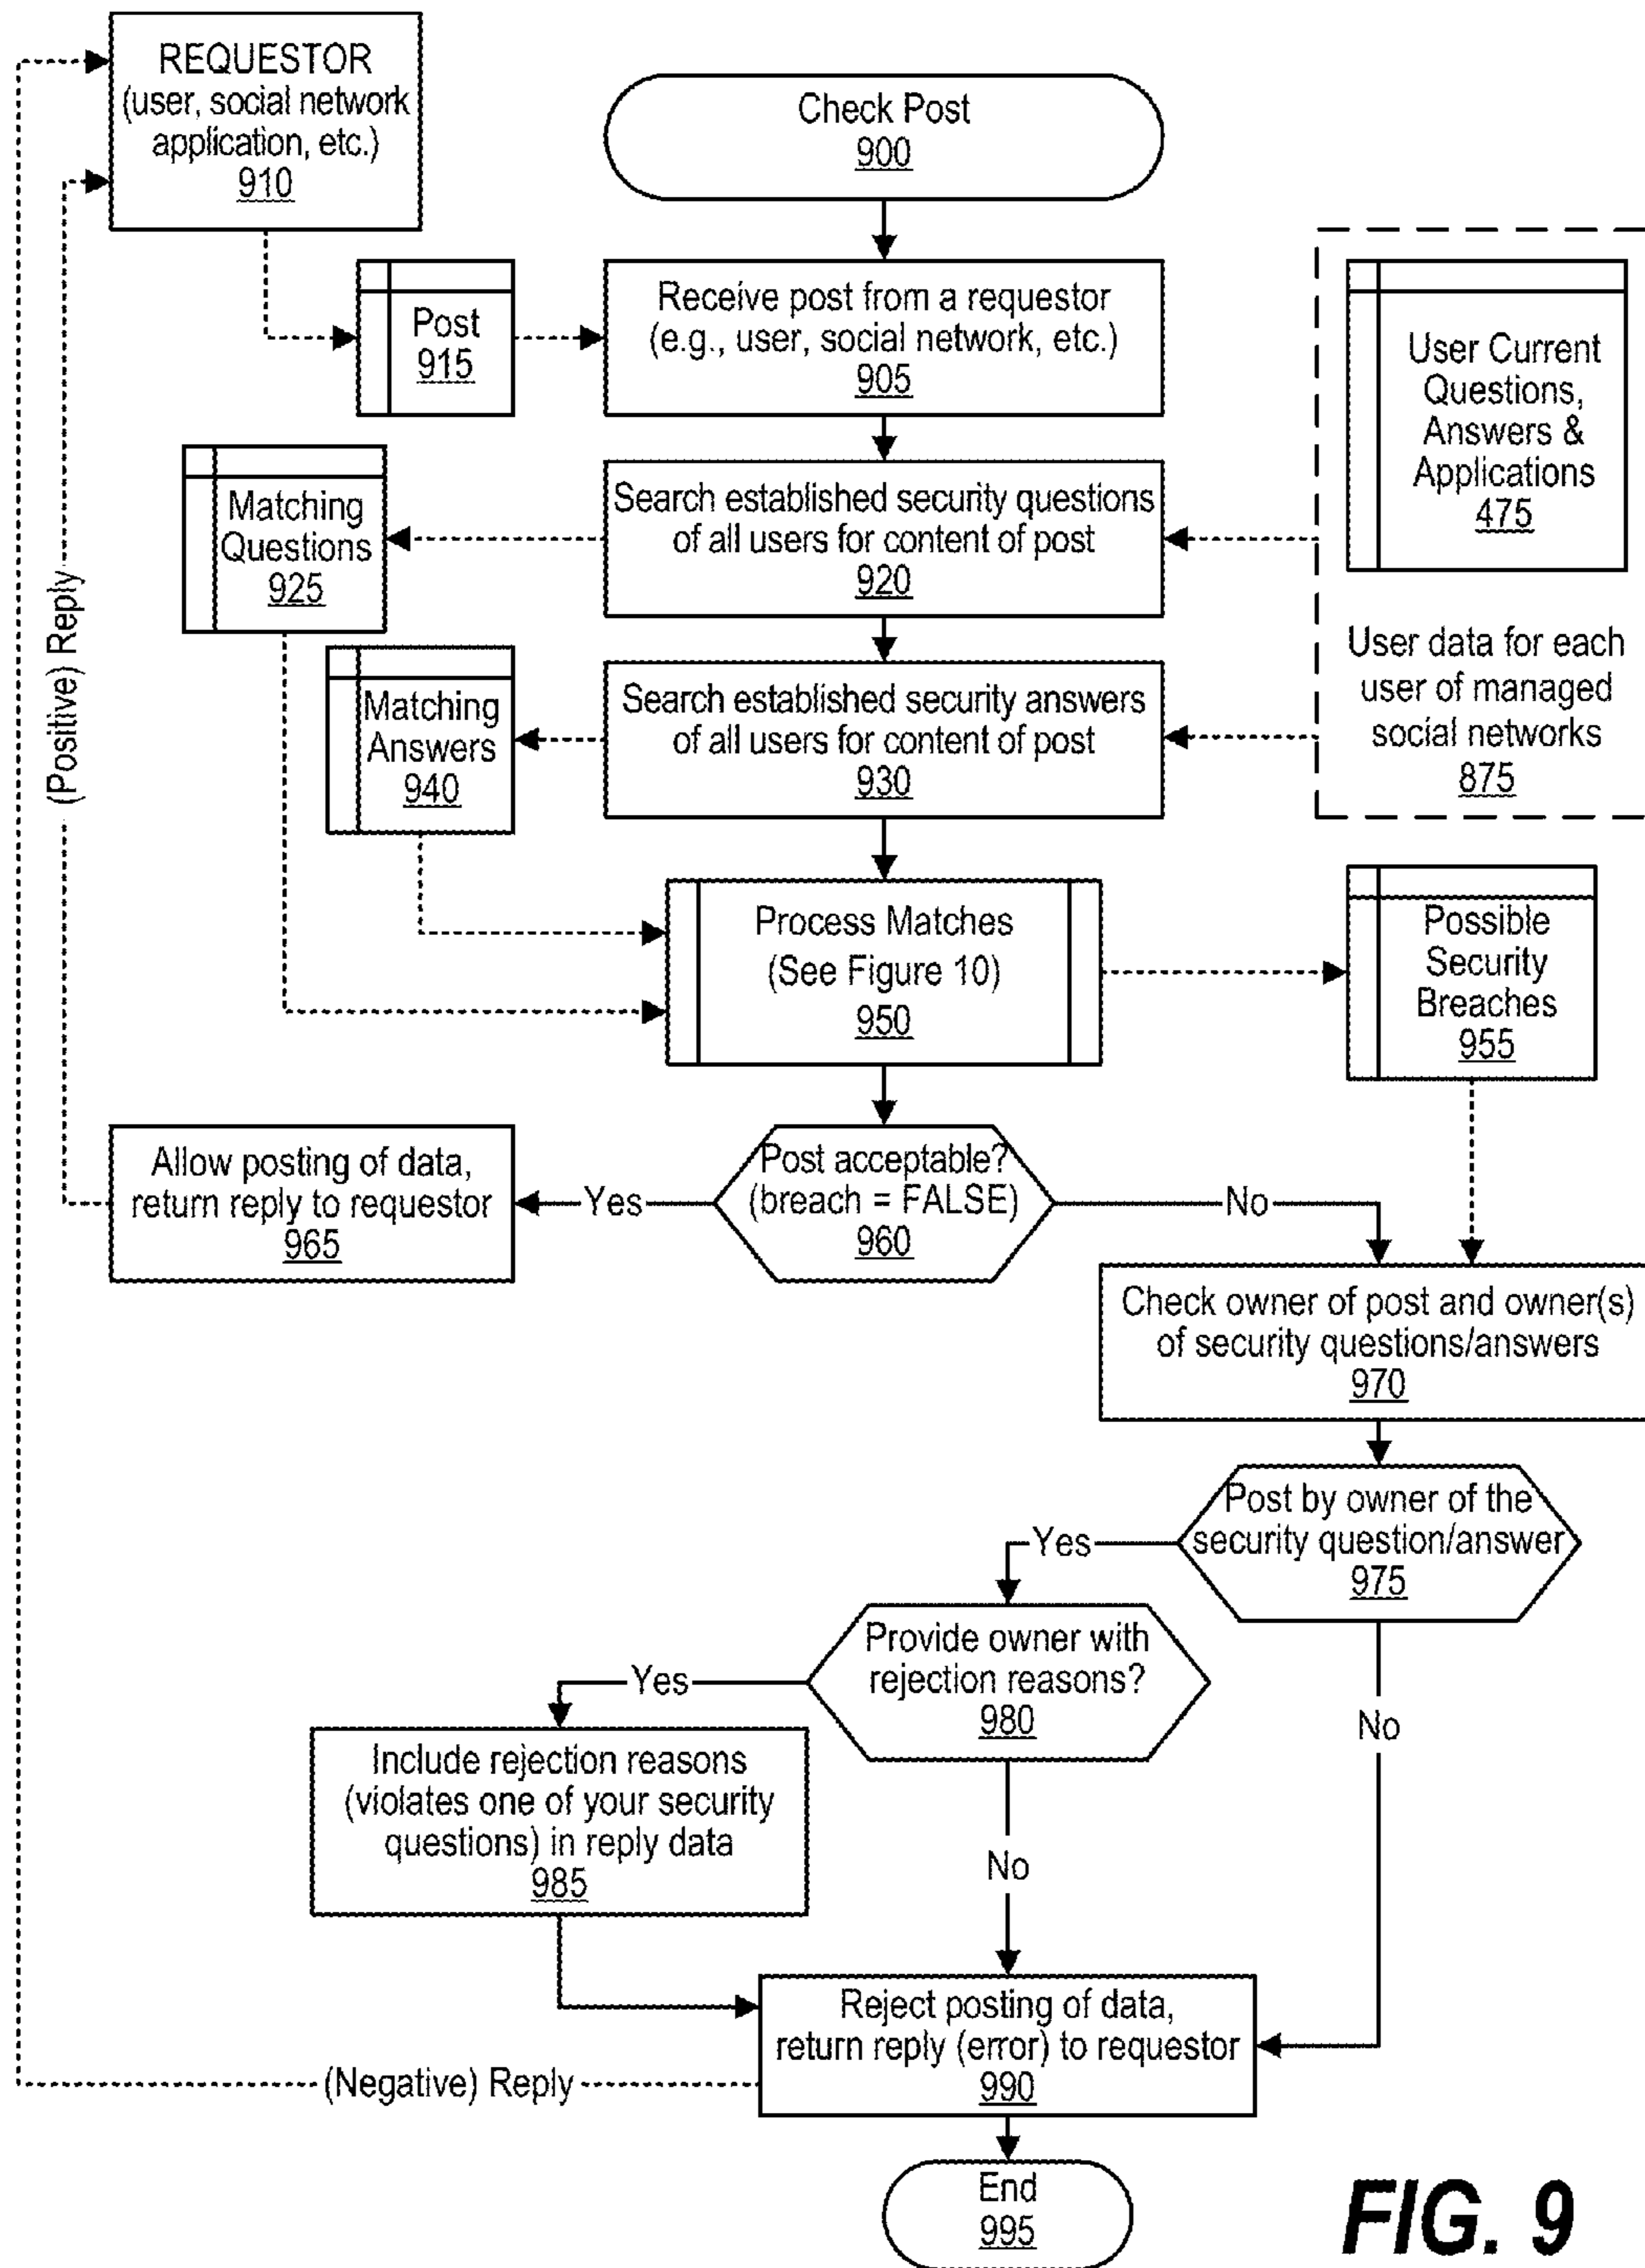 REQUESTOR
(user, social network
application, etc.)
910
Check Post
900
Post
915
Receive post from a requestor
(e.g., user, social network, etc.)
905
User Current
Questions,
Answers &
Applications
475
Matching
Questions
925
Search established security questions
of all users for content of post
920
User data for each
user of managed
social networks
875
(Positive) Reply
Matching
Answers
940
Search established security answers
of all users for content of post
930
Process Matches
(See Figure 10)
950
Possible
Security
Breaches
955
Allow posting of data,
return reply to requestor
965
Yes
Post acceptable?
(breach = FALSE)
960
No
Check owner of post and owner(s)
of security questions/answers
970
Post by owner of the
security question/answer
975
Yes
Provide owner with
rejection reasons?
980
Yes
No
Include rejection reasons
(violates one of your security
questions) in reply data
985
No
Reject posting of data,
return reply (error) to requestor
990
(Negative) Reply
End
995
FIG. 9